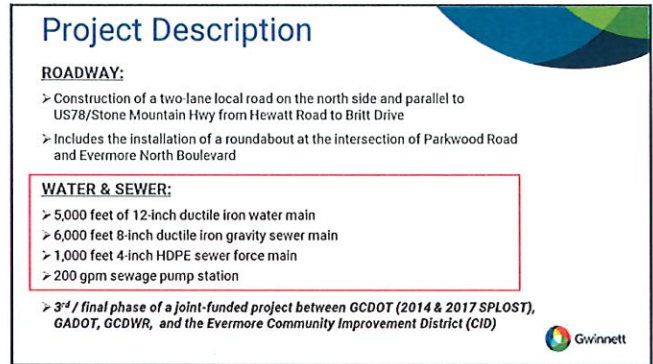 Project Description
ROADWAY:
➢ Construction of a two-lane local road on the north side and parallel to
US78/Stone Mountain Hwy from Hewatt Road to Britt Drive
➢ Includes the installation of a roundabout at the intersection of Parkwood Road
and Evermore North Boulevard
WATER & SEWER:
➢ 5,000 feet of 12-inch ductile iron water main
➢ 6,000 feet 8-inch ductile iron gravity sewer main
➢ 1,000 feet 4-inch HDPE sewer force main
➢ 200 gpm sewage pump station
➢ 3rd / final phase of a joint-funded project between GCDOT (2014 & 2017 SPLOST),
GADOT, GCDWR, and the Evermore Community Improvement District (CID)
Gwinnett